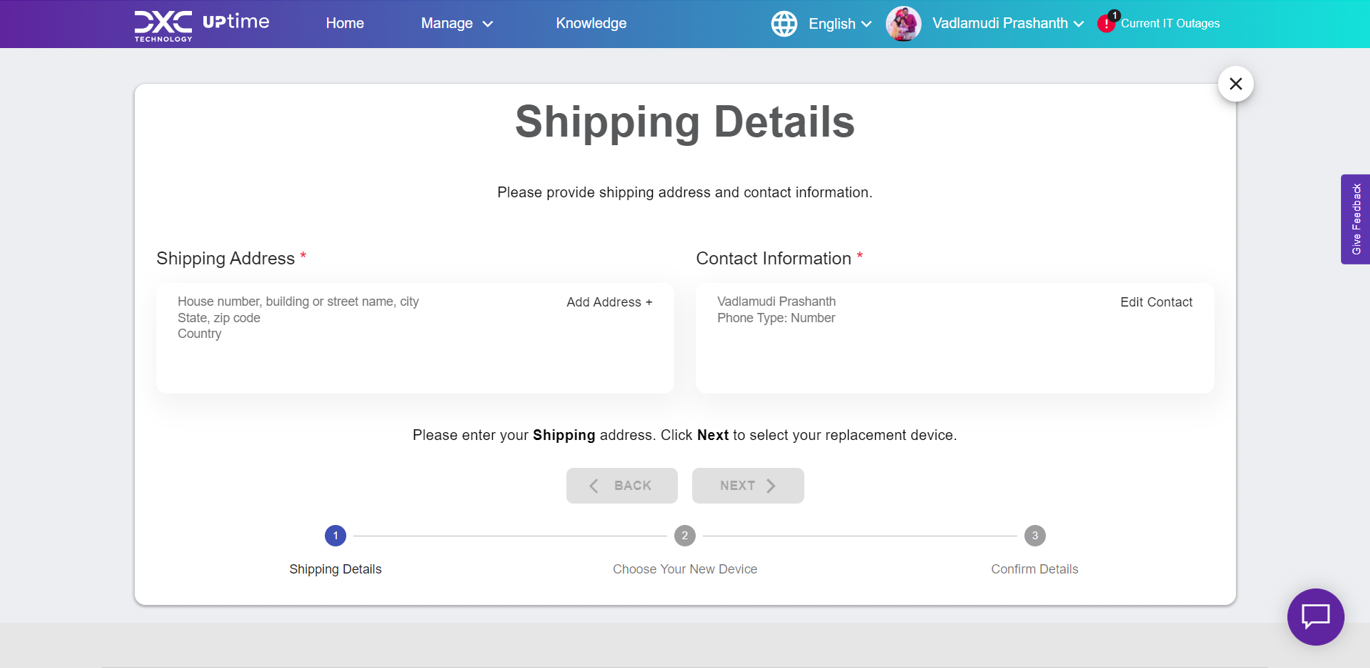 DXC TECHNOLOGY UPtime Home Manage Knowledge English Vadlamudi Prashanth ! 1 Current IT Outages
Shipping Details
Please provide shipping address and contact information.
Give Feedback
Shipping Address *
House number, building or street name, city
State, zip code
Country
Add Address +
Contact Information *
Vadlamudi Prashanth
Phone Type: Number
Edit Contact
Please enter your Shipping address. Click Next to select your replacement device.
BACK NEXT
1 2 3
Shipping Details Choose Your New Device Confirm Details